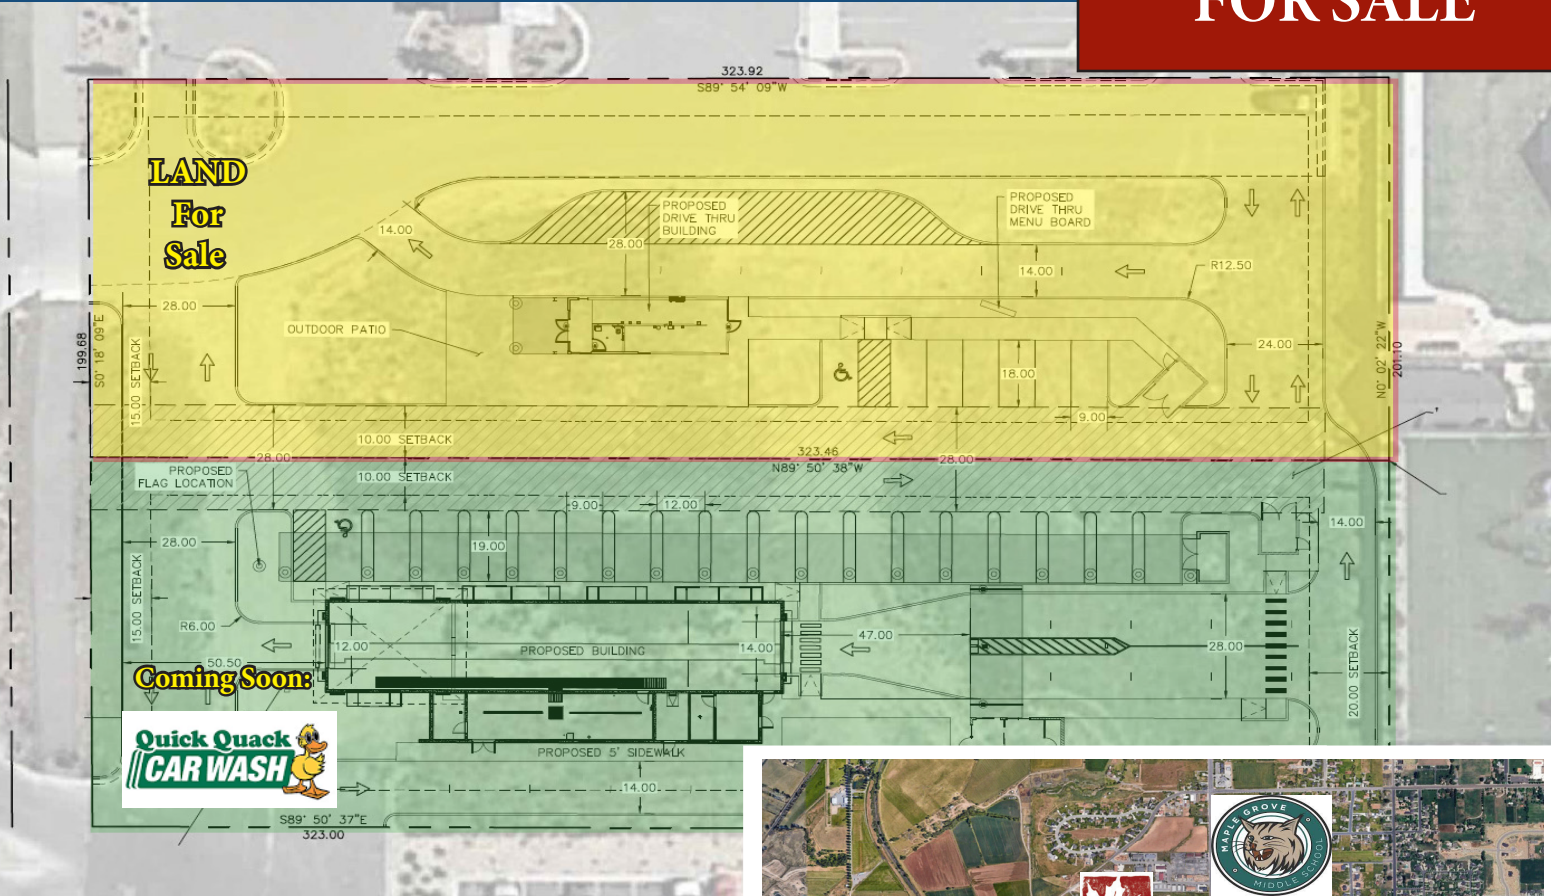 FOR SALE
323.92
S89° 54' 09"W
LAND
For
Sale
PROPOSED
DRIVE THRU
BUILDING
PROPOSED
DRIVE THRU
MENU BOARD
14.00
28.00
14.00
R12.50
28.00
OUTDOOR PATIO
199.68
S0° 18' 09"E
15.00 SETBACK
18.00
24.00
N0° 02' 22"W
201.10
9.00
10.00 SETBACK
323.46
N89° 50' 38"W
28.00
28.00
PROPOSED
FLAG LOCATION
10.00 SETBACK
9.00
12.00
14.00
28.00
19.00
15.00 SETBACK
R6.00
12.00
PROPOSED BUILDING
14.00
47.00
28.00
20.00 SETBACK
50.50
Coming Soon:
Quick Quack
CAR WASH
PROPOSED 5' SIDEWALK
14.00
S89° 50' 37"E
323.00
MAPLE GROVE
MIDDLE SCHOOL